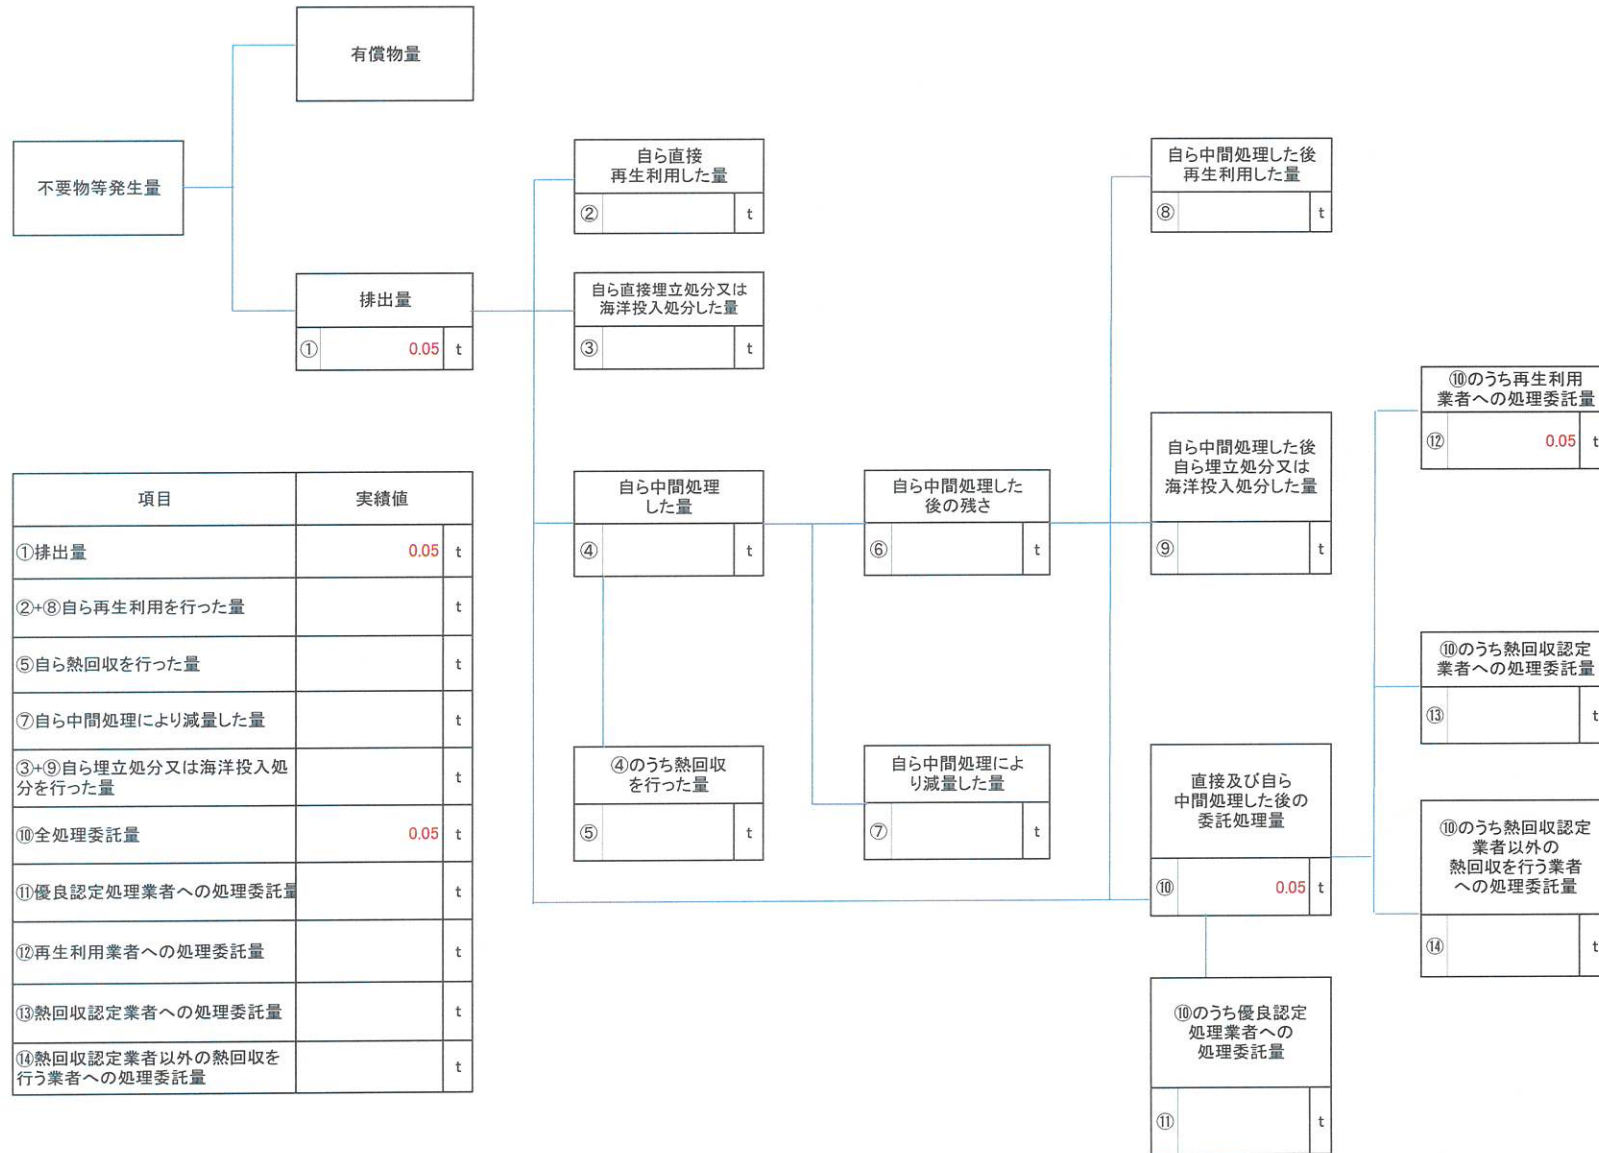 有償物量
不要物等発生量
排出量
① 0.05 t
自ら直接
再生利用した量
② t
自ら直接埋立処分又は
海洋投入処分した量
③ t
自ら中間処理
した量
④ t
④のうち熱回収
を行った量
⑤ t
自ら中間処理した
後の残さ
⑥ t
自ら中間処理によ
り減量した量
⑦ t
自ら中間処理した後
再生利用した量
⑧ t
自ら中間処理した後
自ら埋立処分又は
海洋投入処分した量
⑨ t
直接及び自ら
中間処理した後の
委託処理量
⑩ 0.05 t
⑩のうち優良認定
処理業者への
処理委託量
⑪ t
⑩のうち再生利用
業者への処理委託量
⑫ 0.05 t
⑩のうち熱回収認定
業者への処理委託量
⑬ t
⑩のうち熱回収認定
業者以外の
熱回収を行う業者
への処理委託量
⑭ t
項目 実績値
①排出量 0.05 t
②+⑧自ら再生利用を行った量 t
⑤自ら熱回収を行った量 t
⑦自ら中間処理により減量した量 t
③+⑨自ら埋立処分又は海洋投入処
分を行った量 t
⑩全処理委託量 0.05 t
⑪優良認定処理業者への処理委託量 t
⑫再生利用業者への処理委託量 t
⑬熱回収認定業者への処理委託量 t
⑭熱回収認定業者以外の熱回収を
行う業者への処理委託量 t